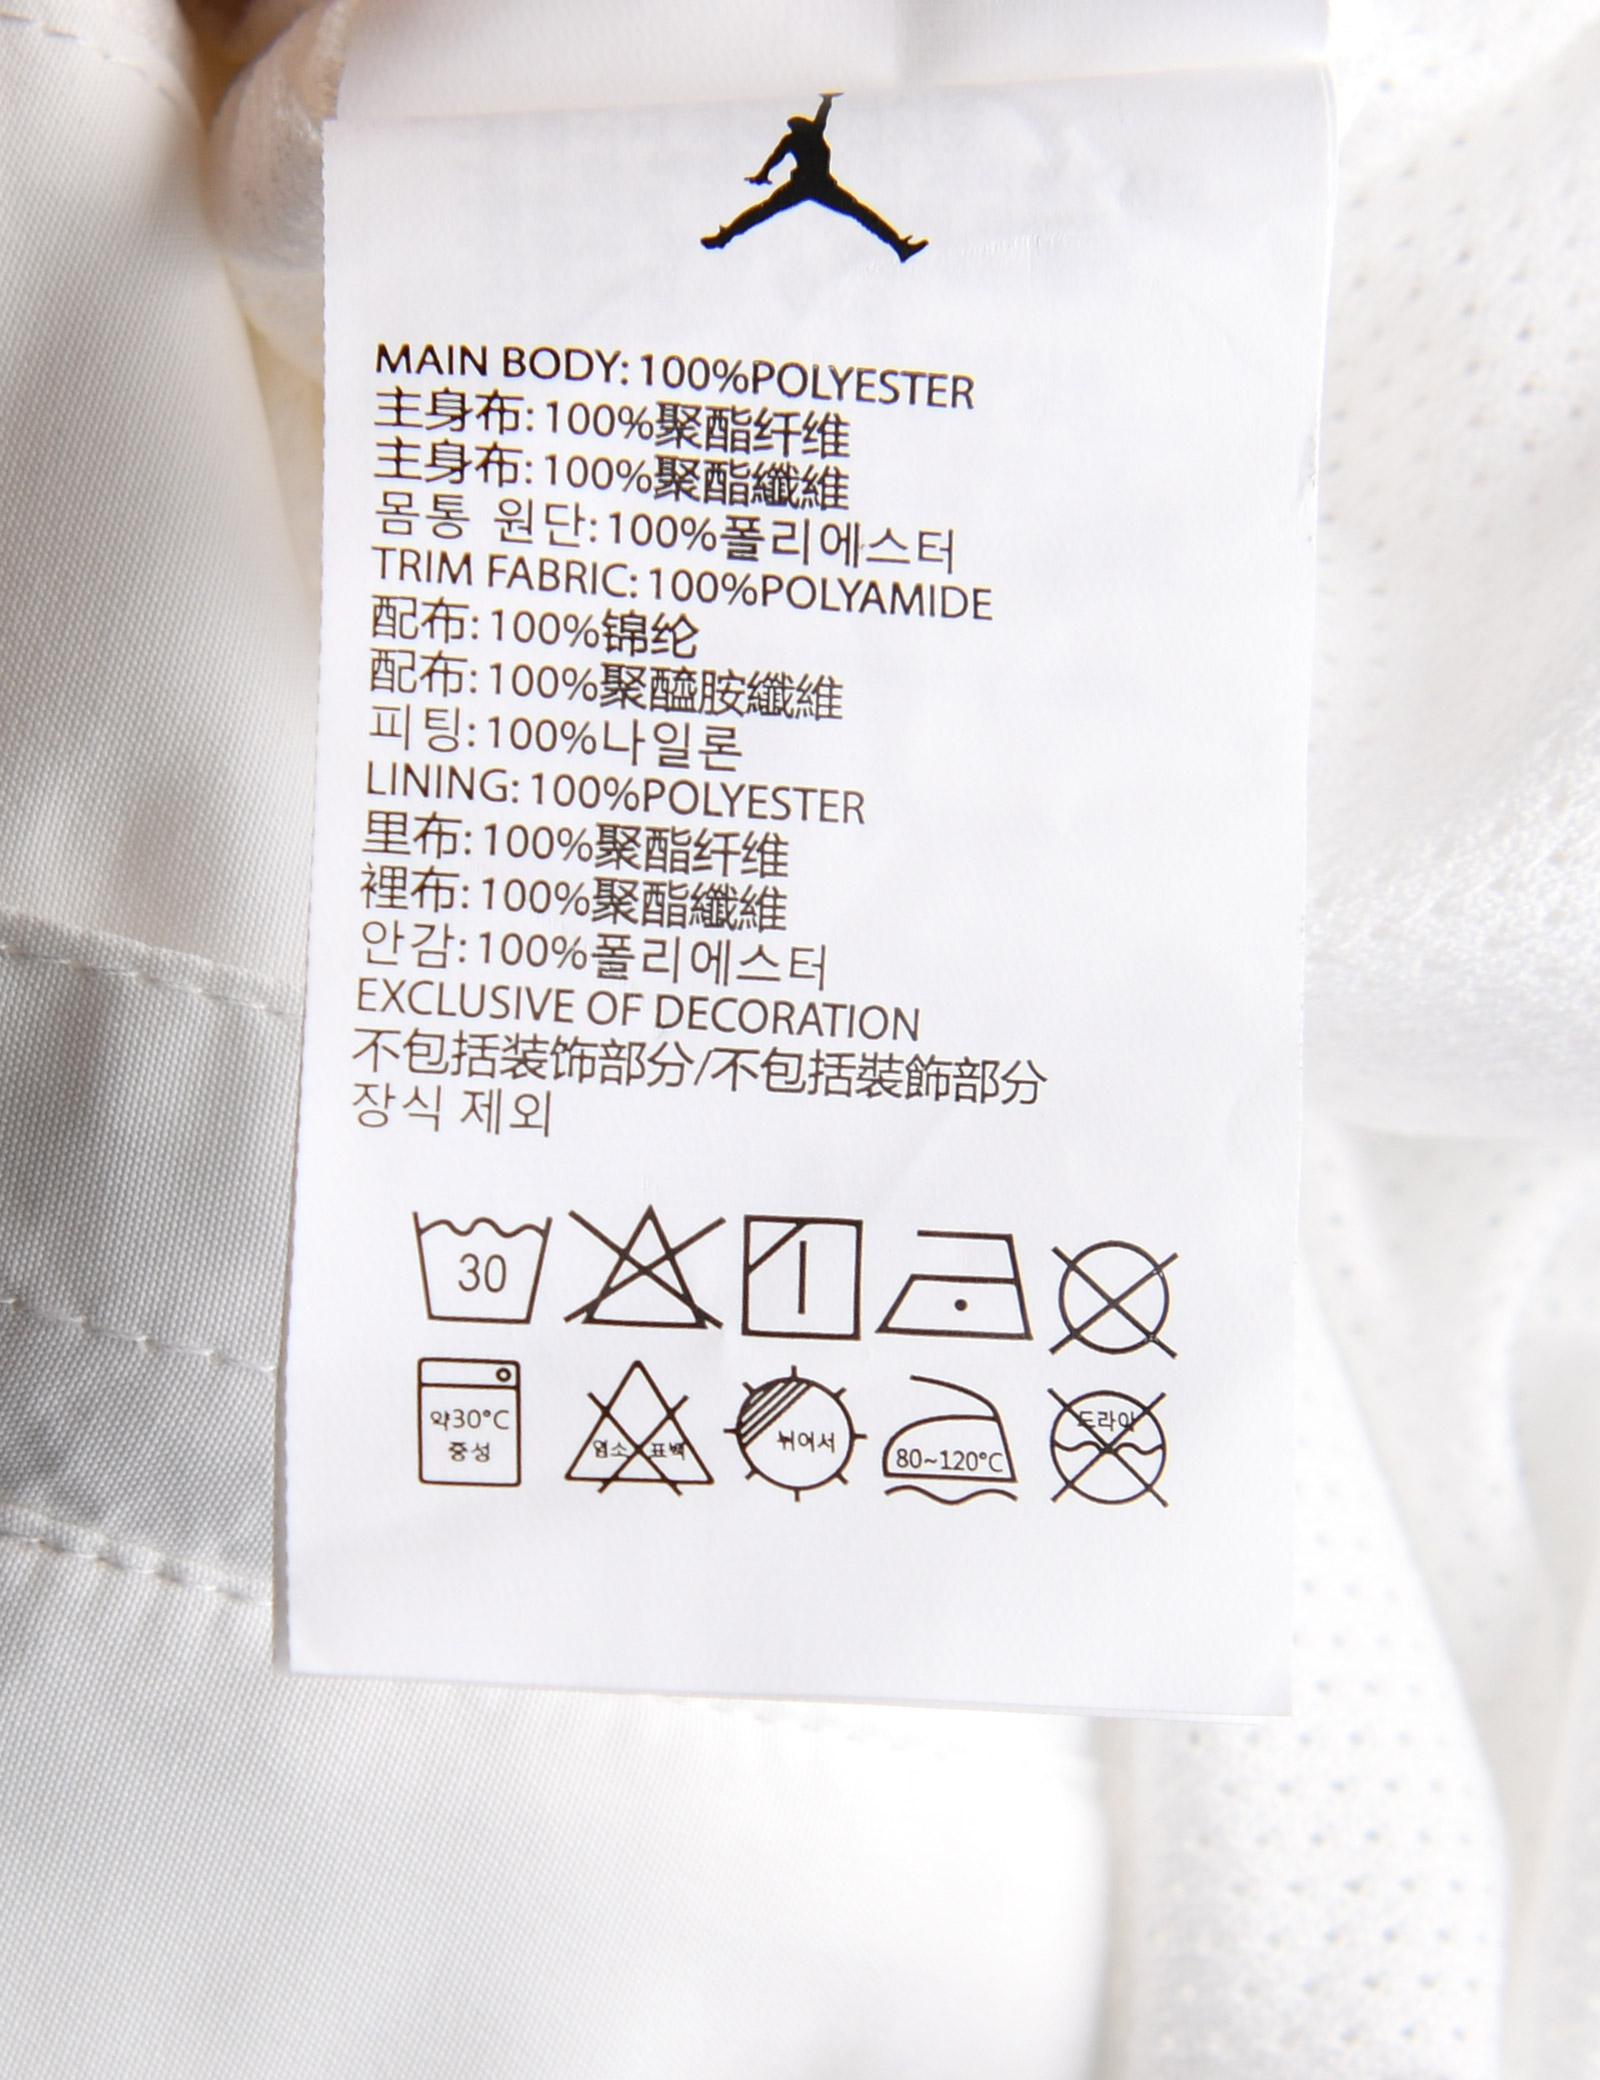 MAIN BODY: 100%POLYESTER
主身布: 100%聚酯纤维
主身布: 100%聚酯纖維
몸통 원단: 100%폴리에스터
TRIM FABRIC: 100%POLYAMIDE
配布: 100%锦纶
配布: 100%聚醯胺纖維
피팅: 100%나일론
LINING: 100%POLYESTER
里布: 100%聚酯纤维
裡布: 100%聚酯纖維
안감: 100%폴리에스터
EXCLUSIVE OF DECORATION
不包括装饰部分/不包括裝飾部分
장식 제외
30
약30°C
중성
염소 표백
뉘어서
80~120°C
드라이